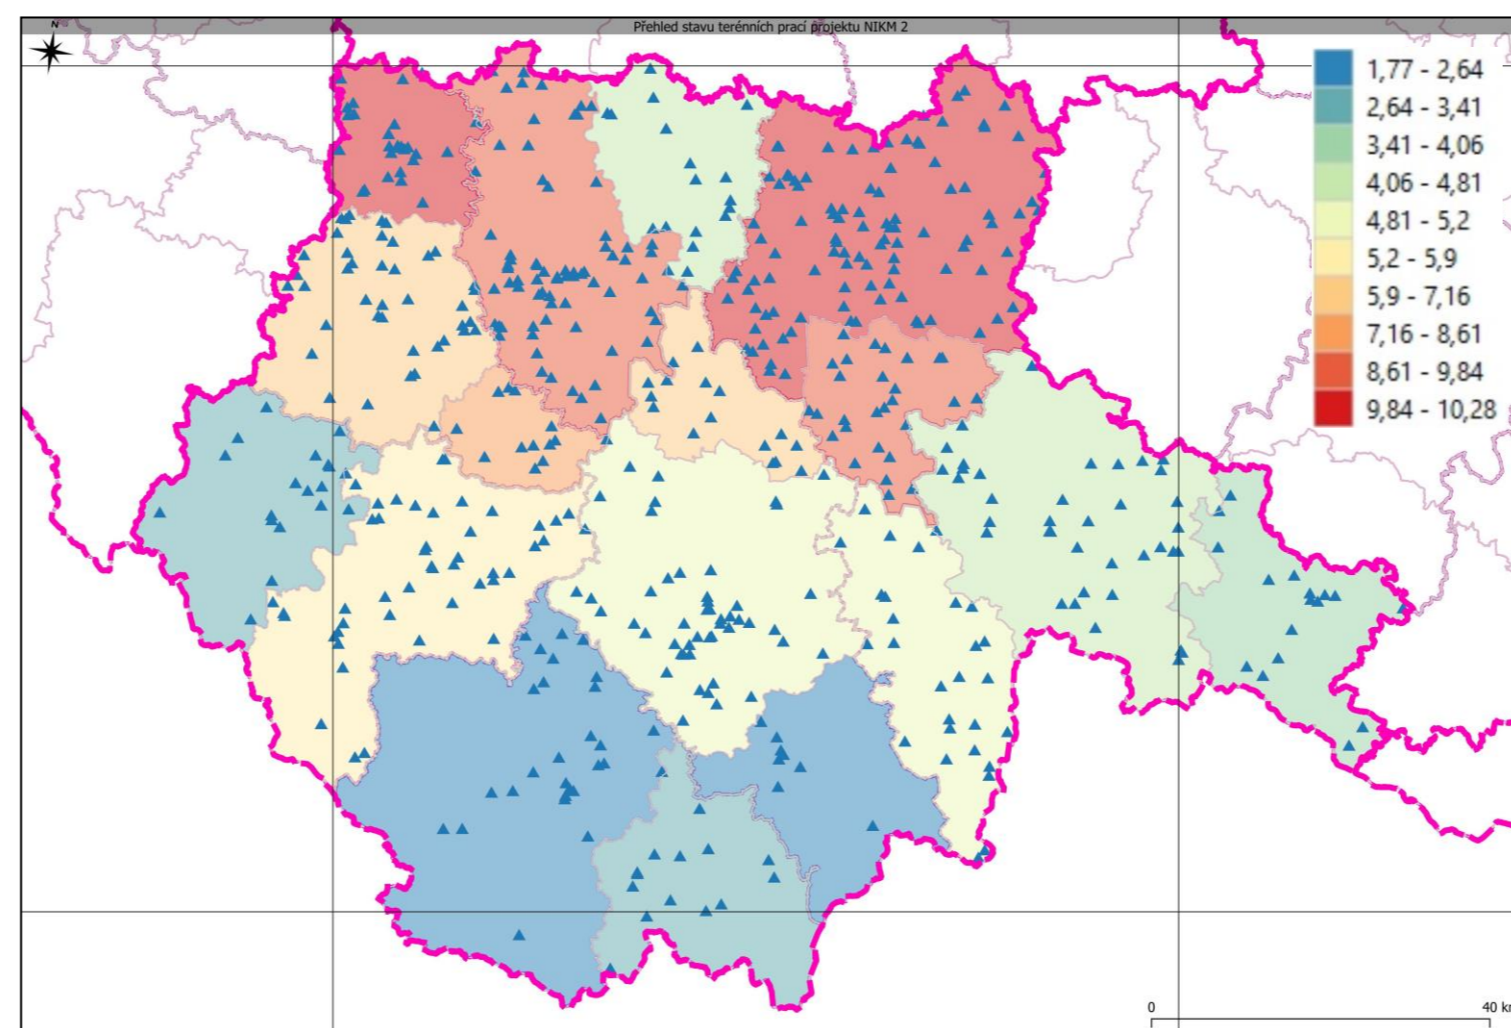 Přehled stavu terénních prací projektu NIKM 2
N
1,77 - 2,64
2,64 - 3,41
3,41 - 4,06
4,06 - 4,81
4,81 - 5,2
5,2 - 5,9
5,9 - 7,16
7,16 - 8,61
8,61 - 9,84
9,84 - 10,28
0 40 km